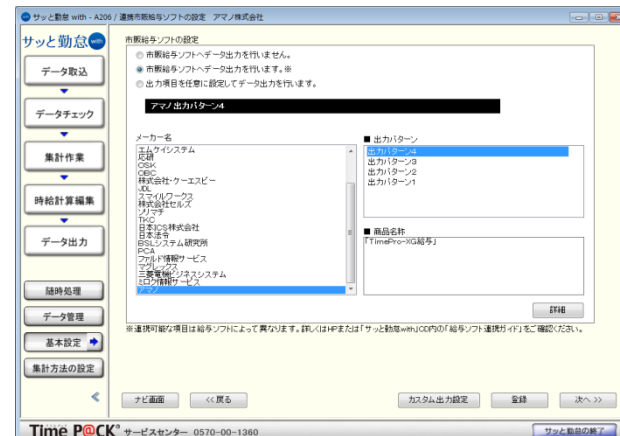 サッと勤怠 with - A206 / 連携市販給与ソフトの設定 アマノ株式会社
サッと勤怠 with
データ取込
データチェック
集計作業
時給計算編集
データ出力
随時処理
データ管理
基本設定
集計方法の設定
市販給与ソフトの設定
市販給与ソフトへデータ出力を行いません。
市販給与ソフトへデータ出力を行います。※
出力項目を任意に設定してデータ出力を行います。
アマノ出力パターン4
メーカー名
エムケイシステム
応研
OSK
OBC
株式会社・ケーエスピー
JDL
スマイルワークス
株式会社セルズ
ソリマチ
TKC
日本ICS株式会社
日本法令
BSLシステム研究所
PCA
ファルド情報サービス
マグレックス
三菱電機ビジネスシステム
ミロク情報サービス
アマノ
■ 出力パターン
出力パターン4
出力パターン3
出力パターン2
出力パターン1
■ 商品名称
「TimePro-XG給与」
詳細
※連携可能な項目は給与ソフトによって異なります。詳しくはHPまたは「サッと勤怠with」CD内の「給与ソフト連携ガイド」をご確認ください。
ナビ画面
<< 戻る
カスタム出力設定
登録
次へ >>
Time P@CK® サービスセンター 0570-00-1360
サッと勤怠の終了